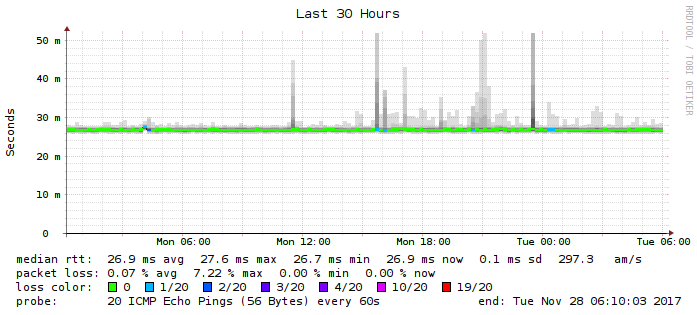 Last 30 Hours
RRDTOOL / TOBI OETIKER
Seconds
50 m
40 m
30 m
20 m
10 m
0
Mon 06:00 Mon 12:00 Mon 18:00 Tue 00:00 Tue 06:00
median rtt: 26.9 ms avg 27.6 ms max 26.7 ms min 26.9 ms now 0.1 ms sd 297.3 am/s
packet loss: 0.07 % avg 7.22 % max 0.00 % min 0.00 % now
loss color: 0 1/20 2/20 3/20 4/20 10/20 19/20
probe: 20 ICMP Echo Pings (56 Bytes) every 60s end: Tue Nov 28 06:10:03 2017